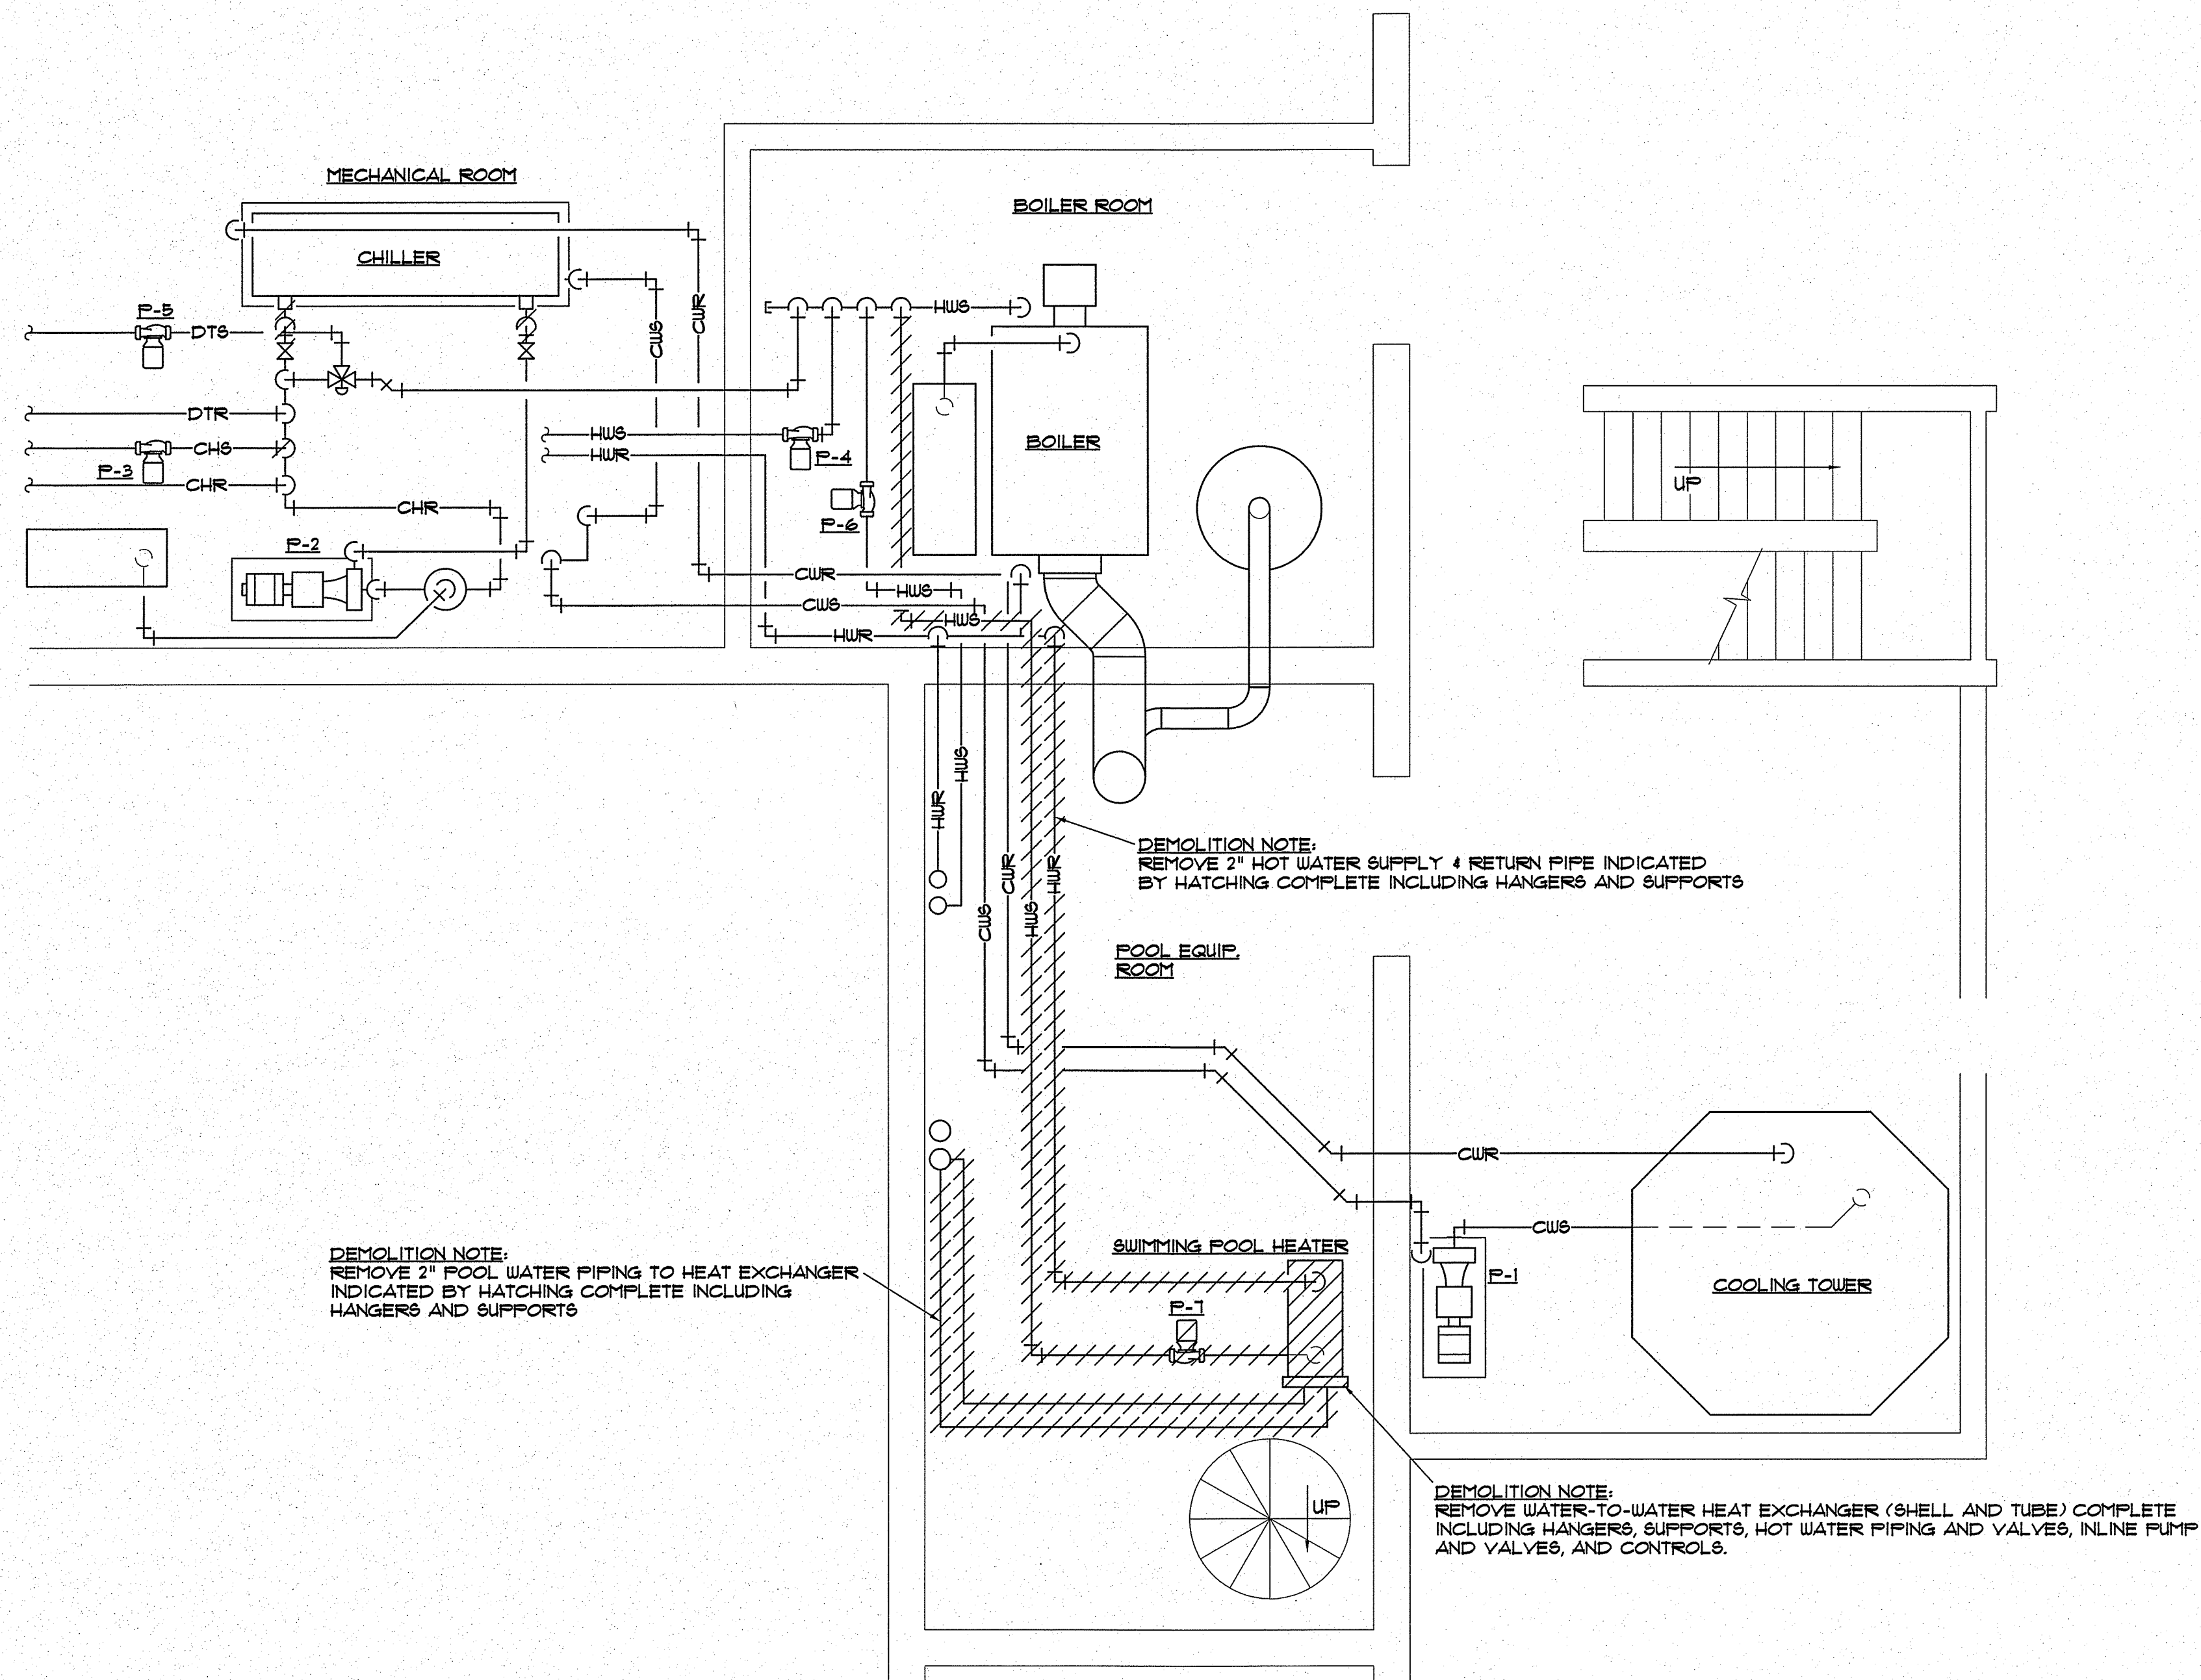 MECHANICAL ROOM
BOILER ROOM
CHILLER
P-5
DTS
CWS
CWR
HWS
DTR
CHS
P-3
CHR
CHR
HWS
HWR
P-4
P-6
BOILER
UP
P-2
CWR
HWS
CWS
HWS
HWR
HWS
HWR
CWR
HWR
CWS
HWS
DEMOLITION NOTE:
REMOVE 2" HOT WATER SUPPLY & RETURN PIPE INDICATED
BY HATCHING COMPLETE INCLUDING HANGERS AND SUPPORTS
POOL EQUIP.
ROOM
CWR
CWS
SWIMMING POOL HEATER
P-7
P-1
COOLING TOWER
DEMOLITION NOTE:
REMOVE 2" POOL WATER PIPING TO HEAT EXCHANGER
INDICATED BY HATCHING COMPLETE INCLUDING
HANGERS AND SUPPORTS
UP
DEMOLITION NOTE:
REMOVE WATER-TO-WATER HEAT EXCHANGER (SHELL AND TUBE) COMPLETE
INCLUDING HANGERS, SUPPORTS, HOT WATER PIPING AND VALVES, INLINE PUMP
AND VALVES, AND CONTROLS.